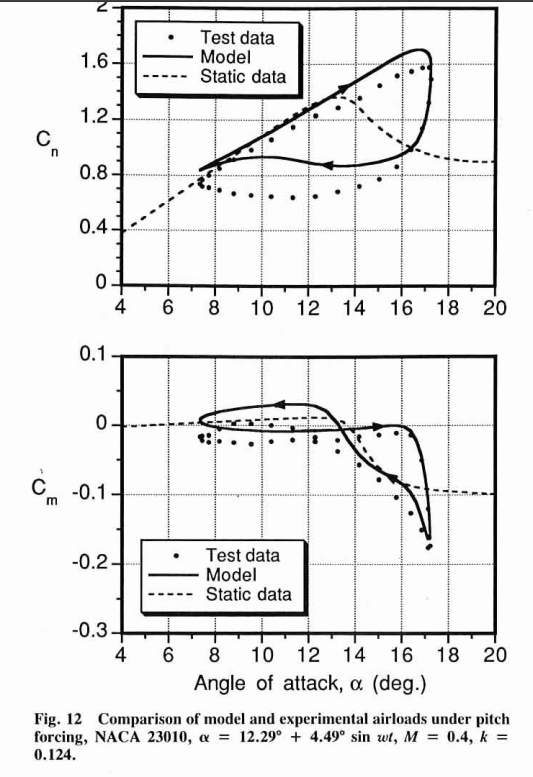 2
1.6
1.2
0.8
0.4
0
Cn
Test data
Model
Static data
4 6 8 10 12 14 16 18 20
0.1
0
-0.1
-0.2
-0.3
Cm
Test data
Model
Static data
4 6 8 10 12 14 16 18 20
Angle of attack, α (deg.)
Fig. 12 Comparison of model and experimental airloads under pitch
forcing, NACA 23010, α = 12.29° + 4.49° sin wt, M = 0.4, k =
0.124.